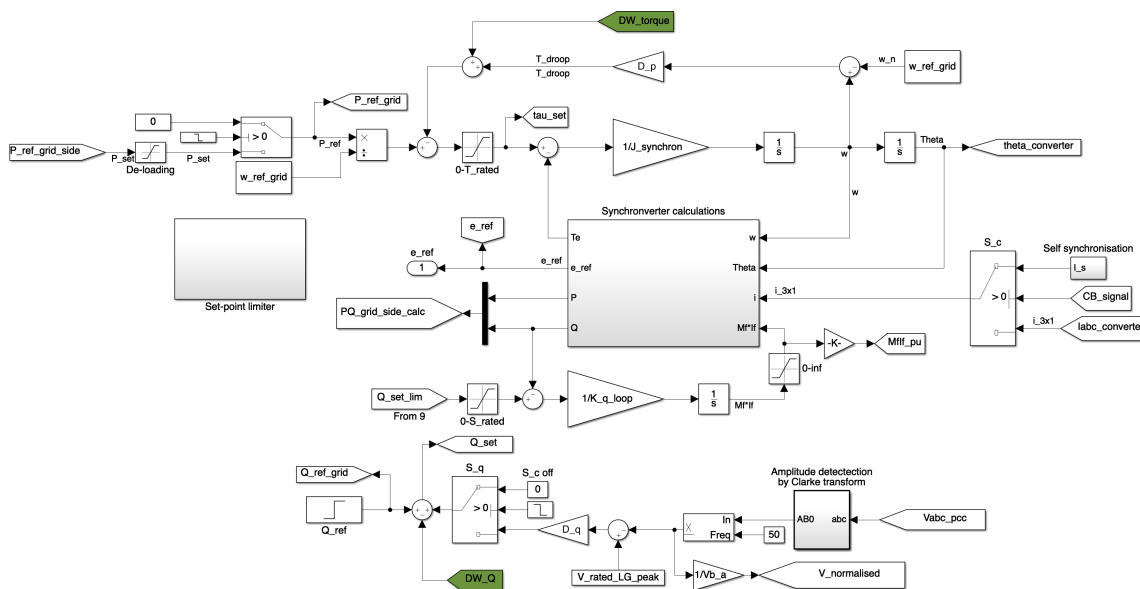 DW_torque
T_droop
T_droop
D_p
w_n
w_ref_grid
P_ref_grid
0
> 0
P_ref
P_ref_grid_side
P_set
P_set
De-loading
w_ref_grid
0-T_rated
tau_set
1/J_synchron
1
s
w
1
s
Theta
theta_converter
w
Synchronverter calculations
Te
e_ref
P
Q
w
Theta
i
Mf*If
e_ref
e_ref
1
e_ref
PQ_grid_side_calc
Set-point limiter
S_c
> 0
i_3x1
Self synchronisation
I_s
CB_signal
i_3x1
Iabc_converte
-K-
MfIf_pu
0-inf
Q_set_lim
From 9
0-S_rated
1/K_q_loop
1
s
Mf*If
Q_set
Q_ref_grid
Q_ref
S_q
> 0
S_c off
0
D_q
DW_Q
V_rated_LG_peak
In
Freq
50
Amplitude detectection
by Clarke transform
AB0
abc
Vabc_pcc
1/Vb_a
V_normalised